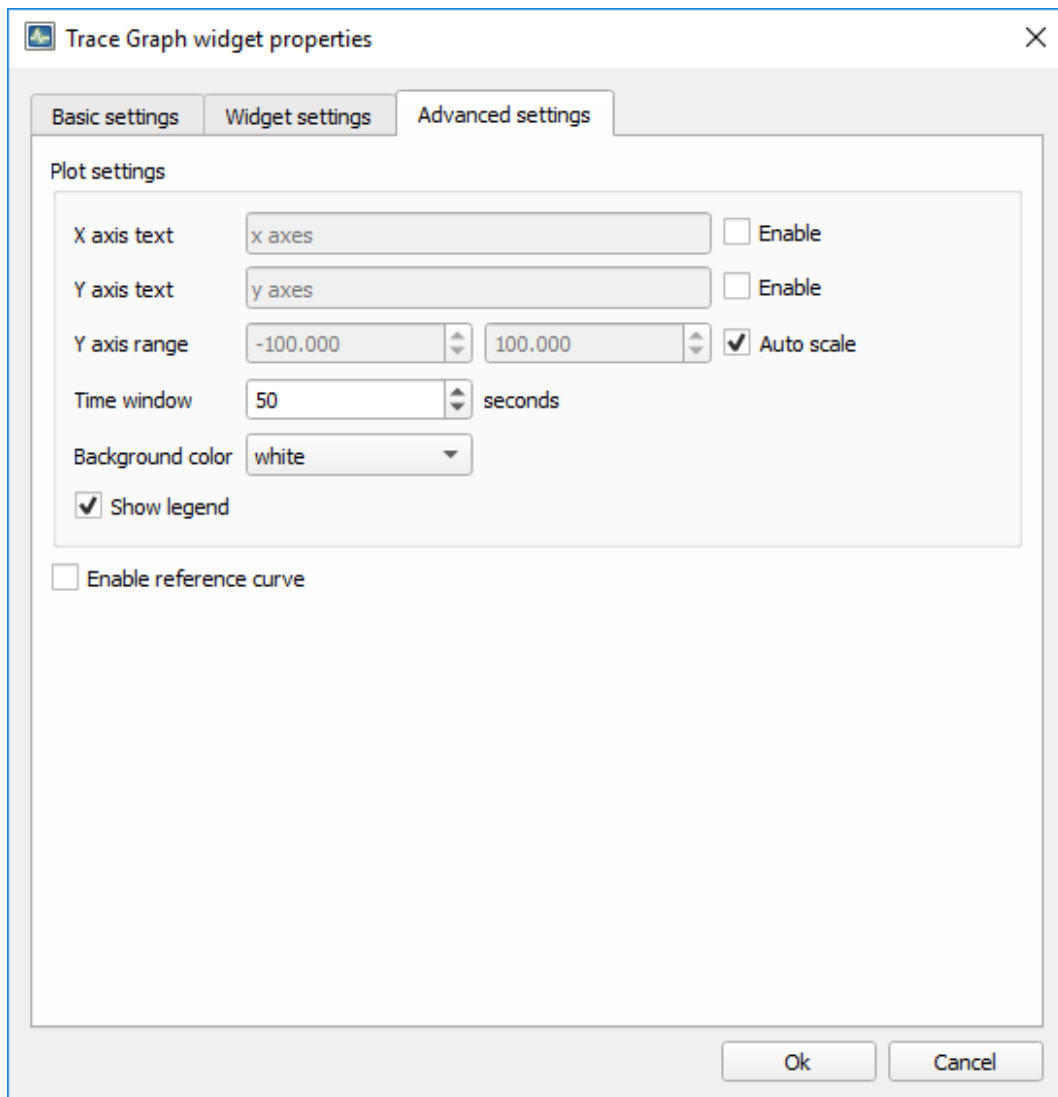 Trace Graph widget properties
Basic settings Widget settings Advanced settings
Plot settings
X axis text x axes Enable
Y axis text y axes Enable
Y axis range -100.000 100.000 Auto scale
Time window 50 seconds
Background color white
Show legend
Enable reference curve
Ok Cancel